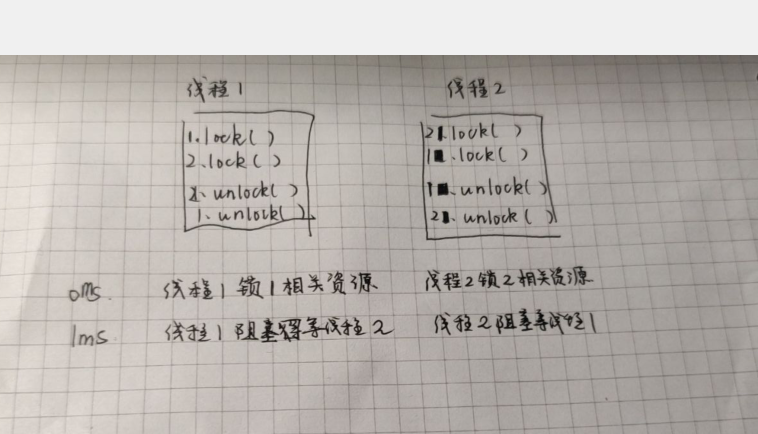 线程1
1.lock( )
2.lock( )
2. unlock( )
1. unlock( )
线程2
2.lock( )
1.lock( )
1.unlock( )
2. unlock( )
0ms. 线程1锁1相关资源 线程2锁2相关资源
1ms 线程1阻塞等线程2 线程2阻塞等线程1